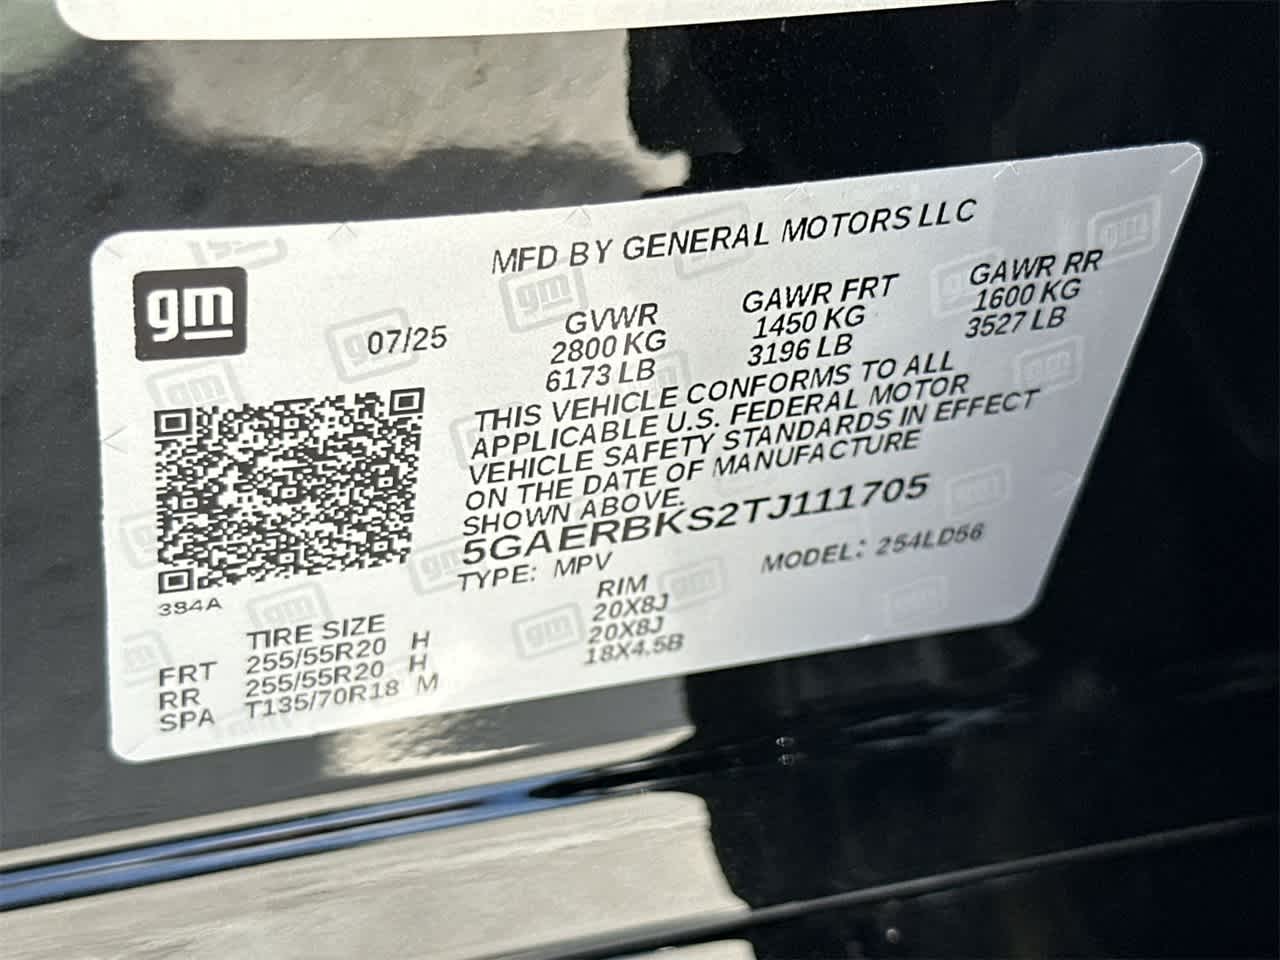 gm
MFD BY GENERAL MOTORS LLC
07/25
GVWR GAWR FRT GAWR RR
2800 KG 1450 KG 1600 KG
6173 LB 3196 LB 3527 LB
THIS VEHICLE CONFORMS TO ALL
APPLICABLE U.S. FEDERAL MOTOR
VEHICLE SAFETY STANDARDS IN EFFECT
ON THE DATE OF MANUFACTURE
SHOWN ABOVE.
5GAERBKS2TJ111705
TYPE: MPV MODEL: 254LD56
384A
TIRE SIZE RIM
FRT 255/55R20 H 20X8J
RR 255/55R20 H 20X8J
SPA T135/70R18 M 18X4.5B